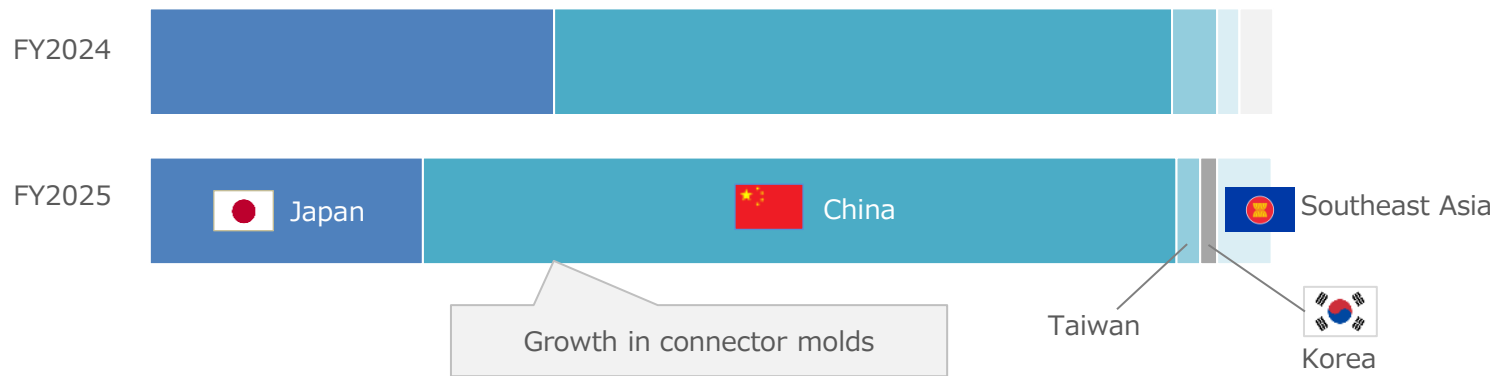 FY2024
FY2025
Japan
China
Southeast Asia
Growth in connector molds
Taiwan
Korea